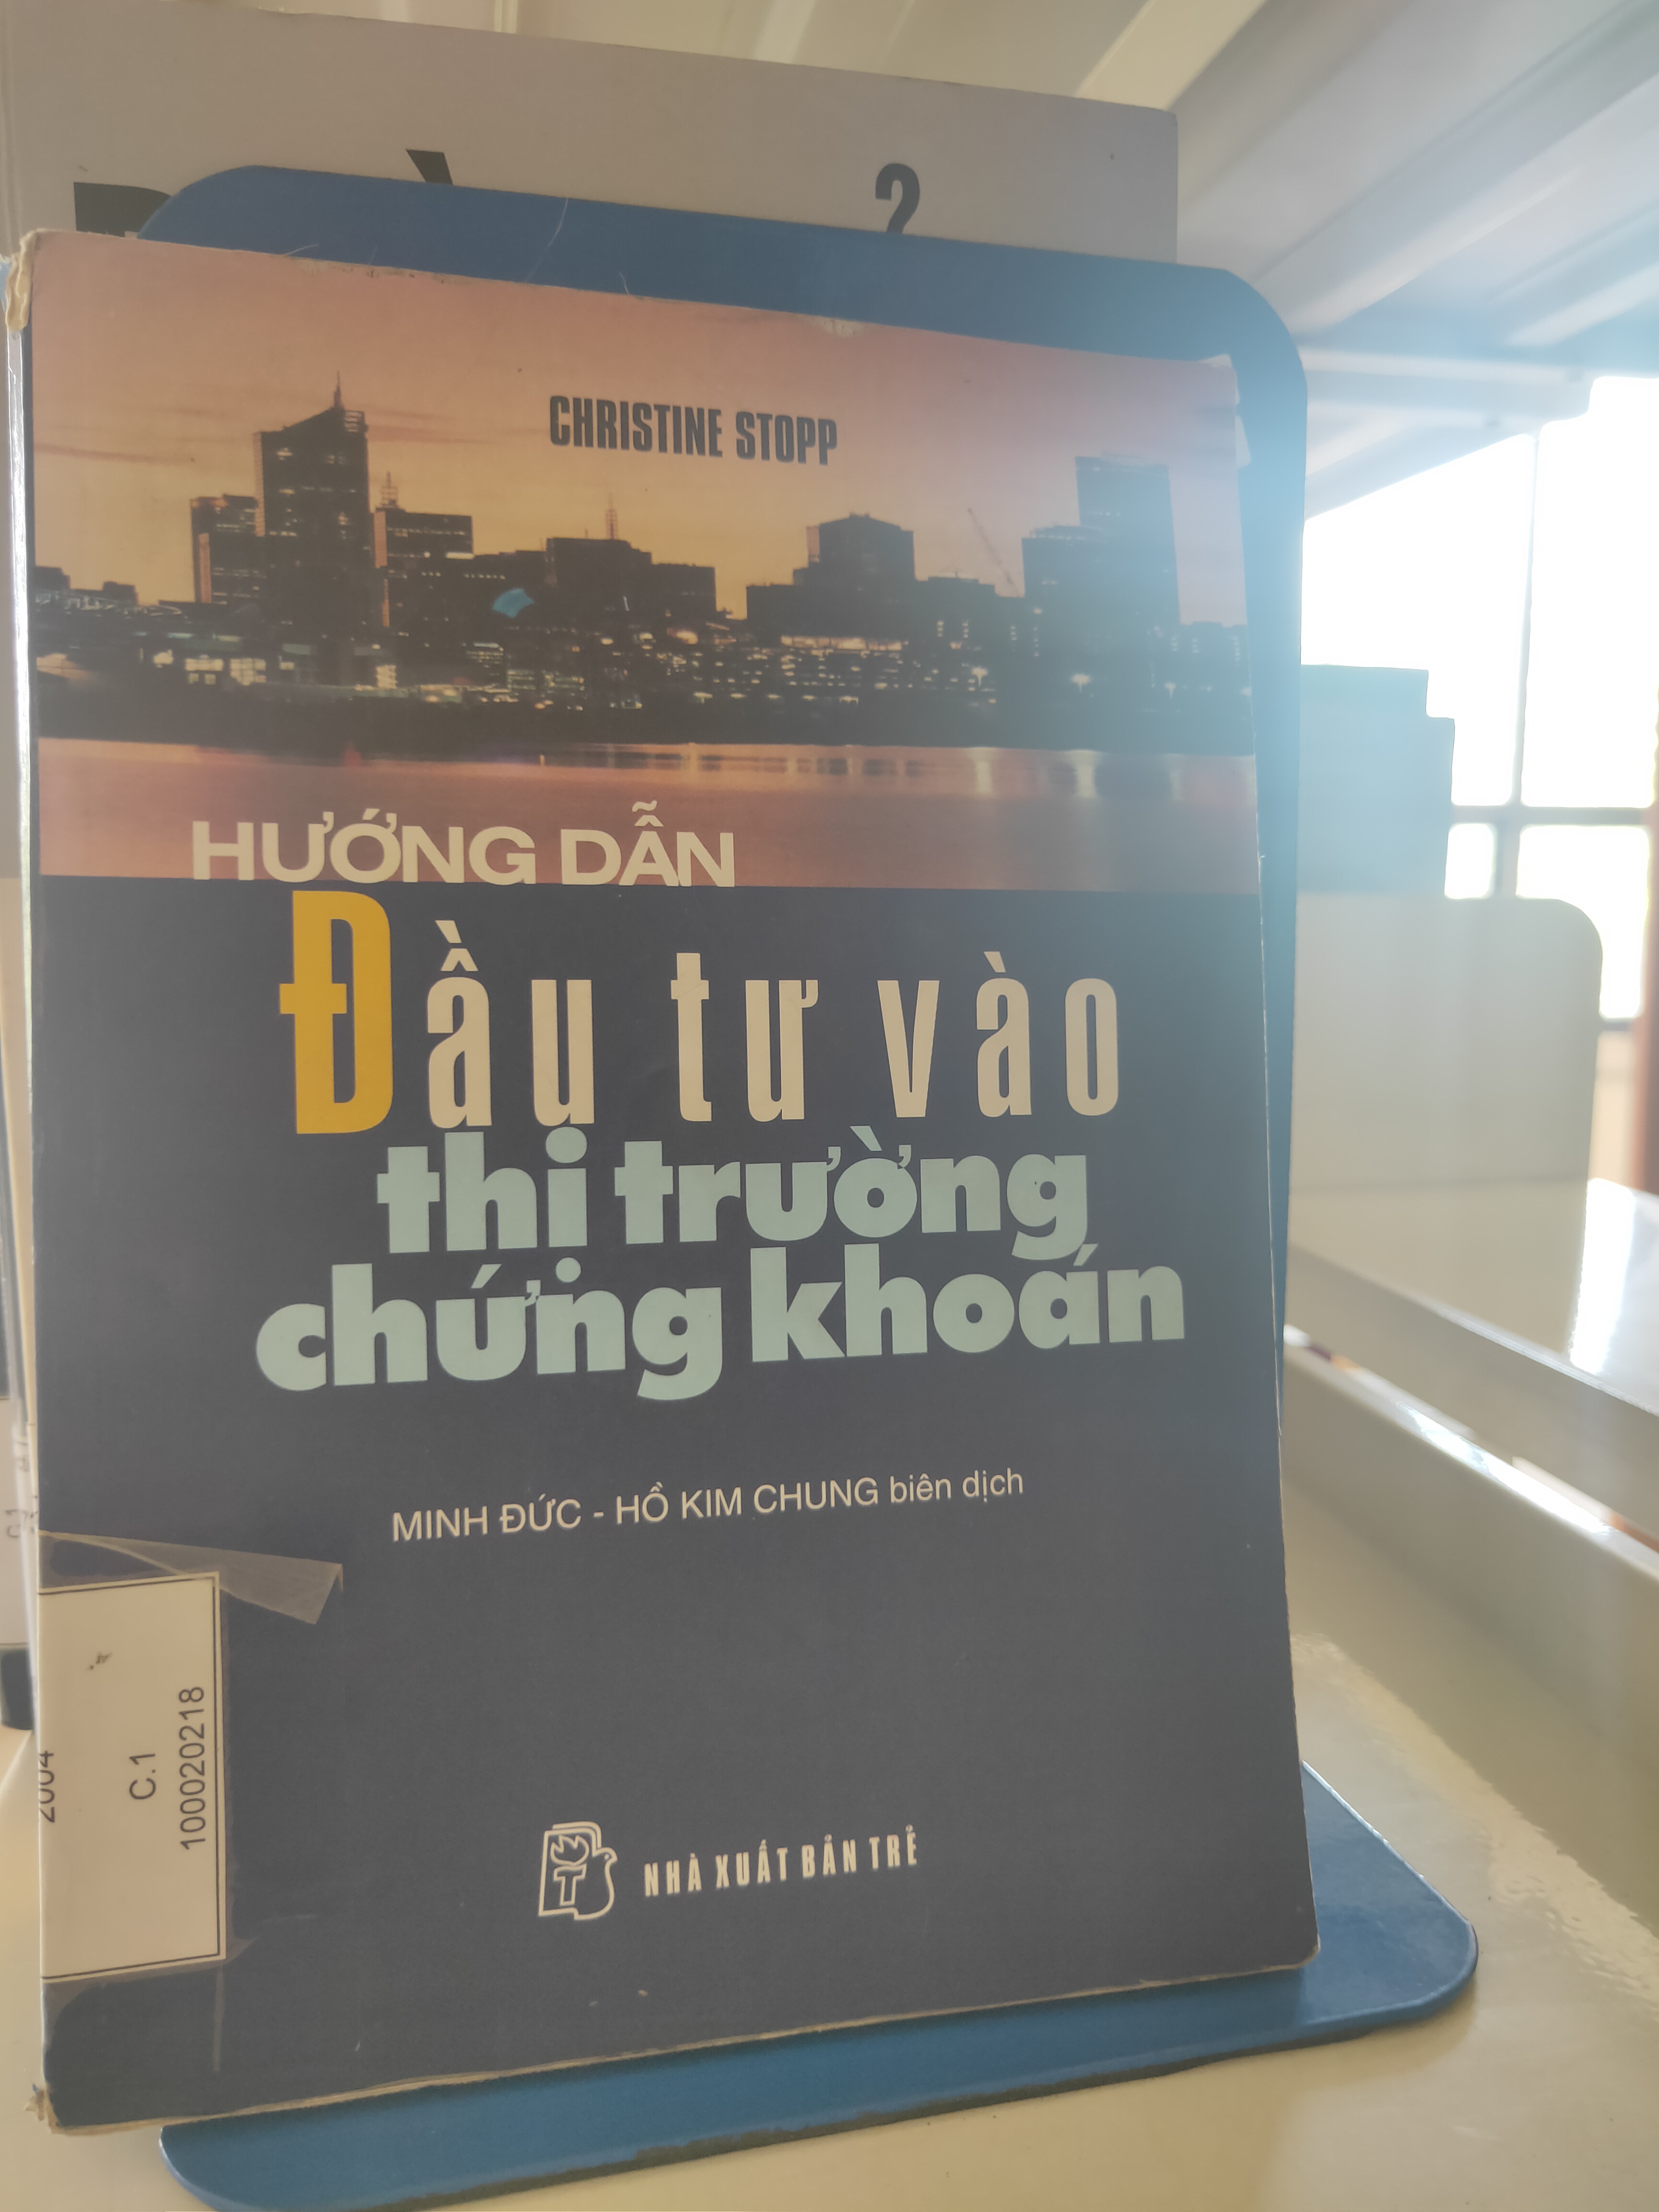 CHRISTINE STOPP
HƯỚNG DẪN
Đầu tư vào
thị trường
chứng khoán
MINH ĐỨC - HỒ KIM CHUNG biên dịch
2004
C.1
100020218
NHÀ XUẤT BẢN TRẺ